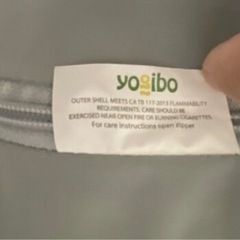 yogibo
OUTER SHELL MEETS CA TB 117-2013 FLAMMABILITY
REQUIREMENTS. CARE SHOULD BE
EXERCISED NEAR OPEN FIRE OR BURNING CIGARETTES.
For care instructions open zipper